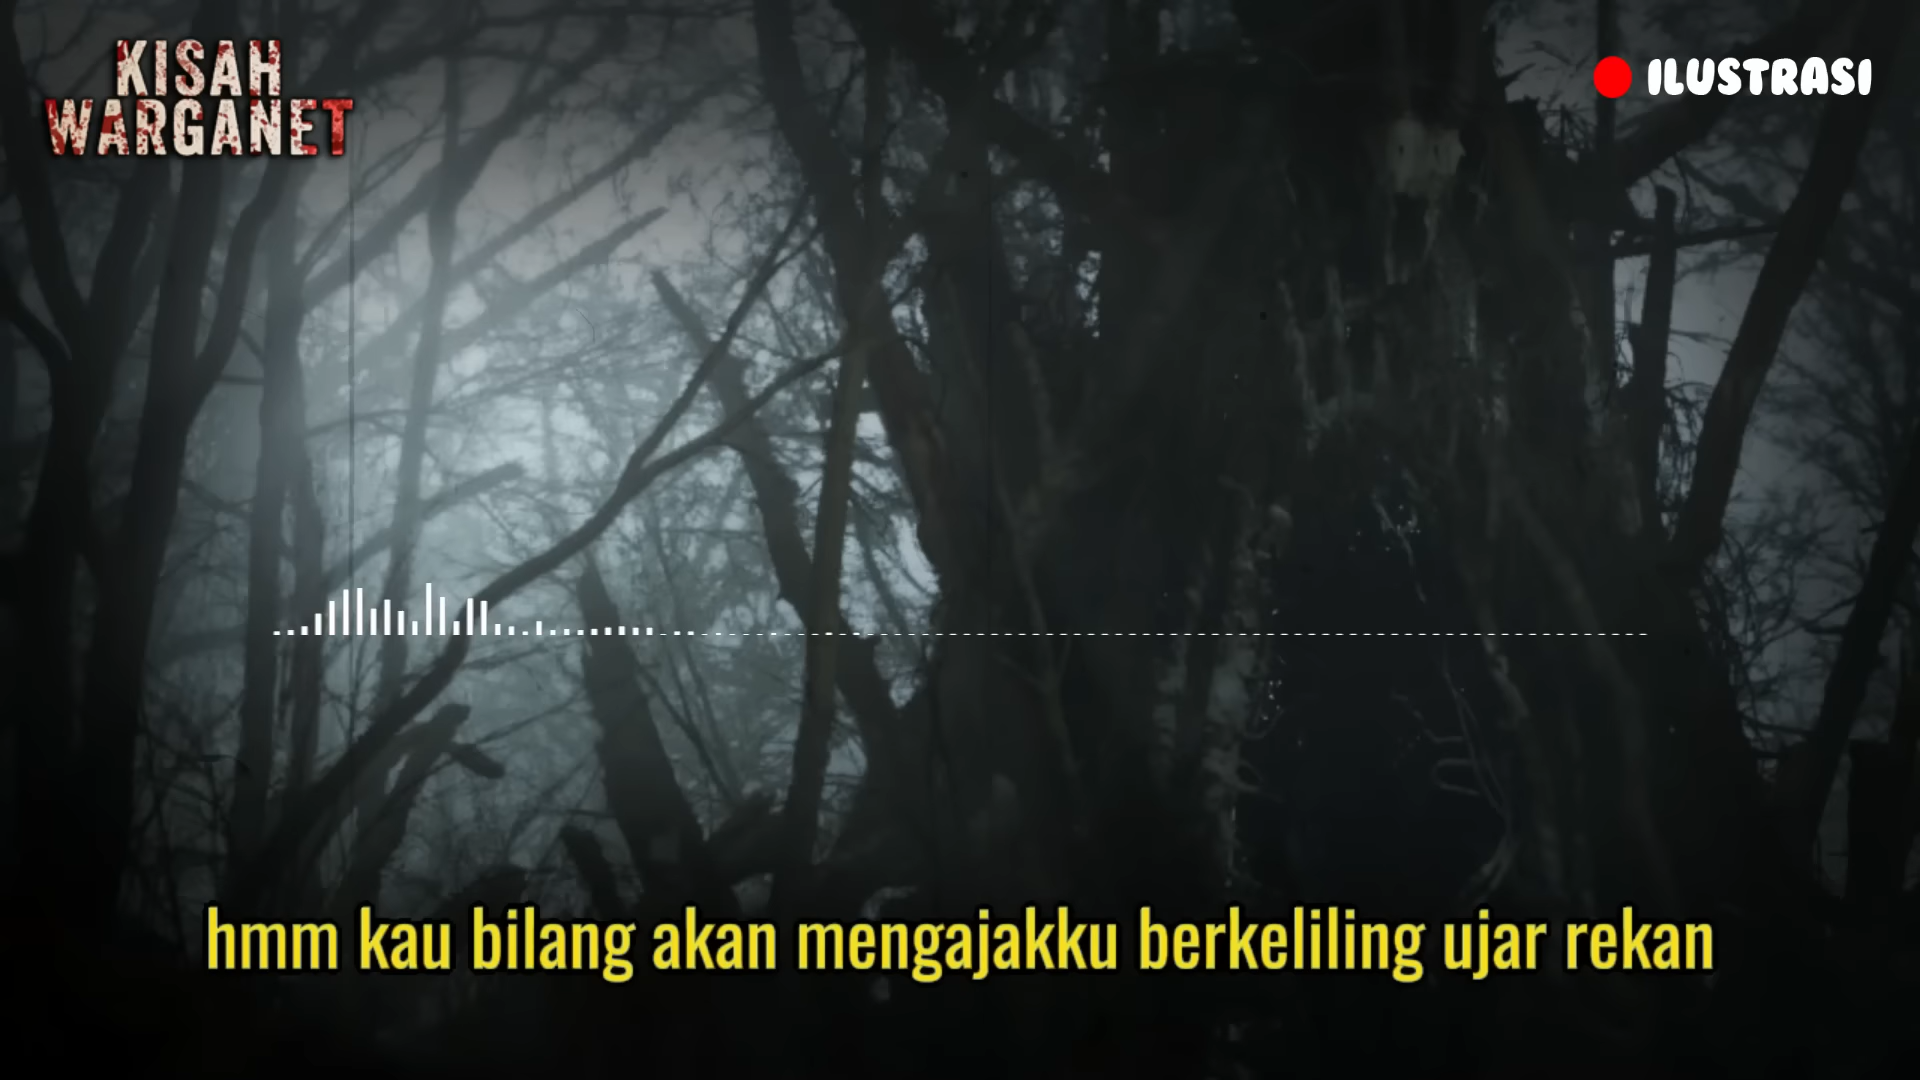 KISAH
WARGANET
ILUSTRASI
hmm kau bilang akan mengajakku berkeliling ujar rekan